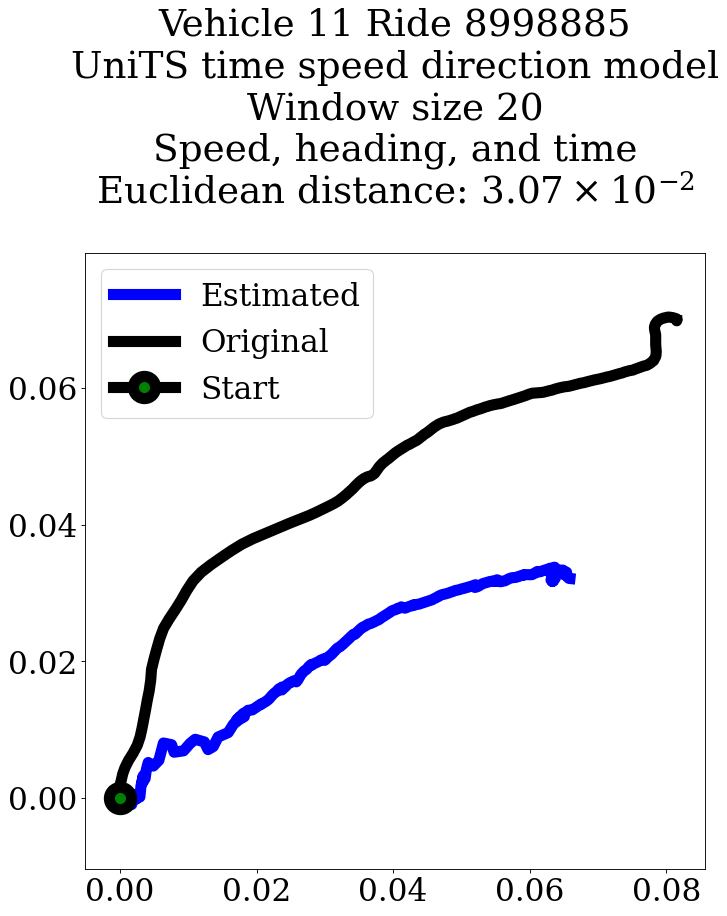 Vehicle 11 Ride 8998885
UniTS time speed direction model
Window size 20
Speed, heading, and time
Euclidean distance: 3.07 × 10⁻²
Estimated
Original
Start
0.06
0.04
0.02
0.00
0.00 0.02 0.04 0.06 0.08